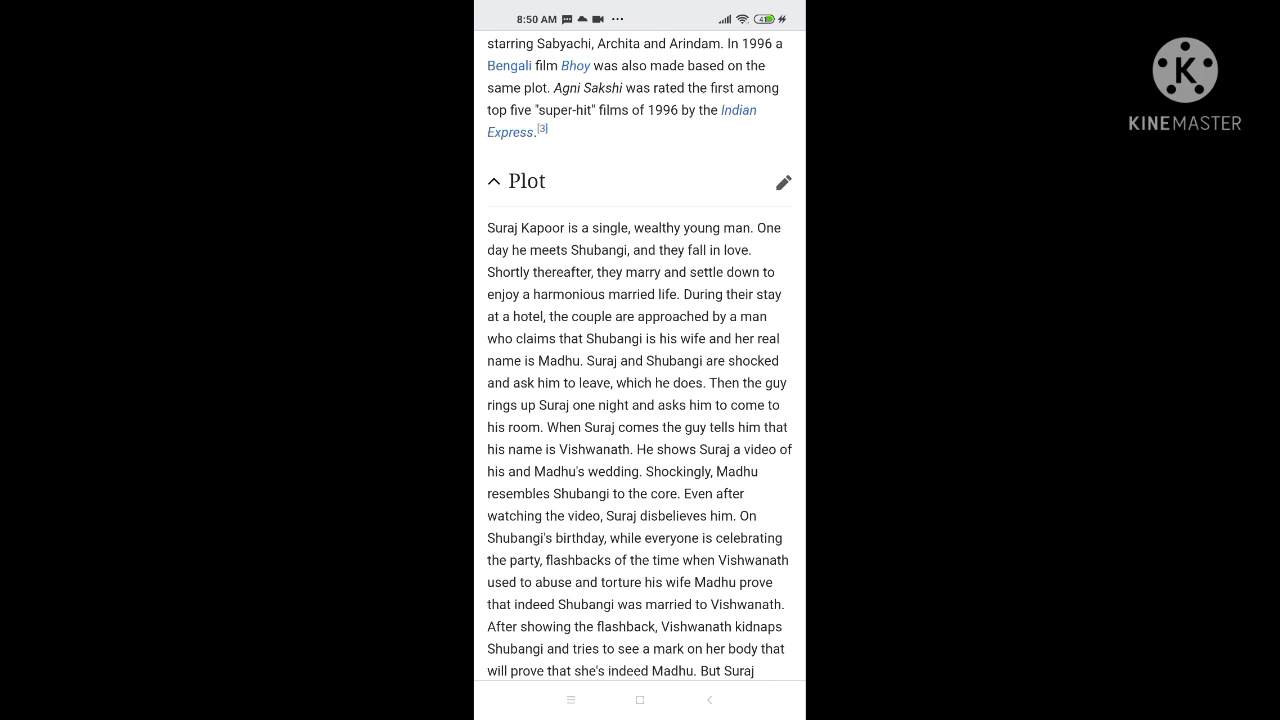 8:50 AM
41
starring Sabyachi, Archita and Arindam. In 1996 a
Bengali film Bhoy was also made based on the
same plot. Agni Sakshi was rated the first among
top five "super-hit" films of 1996 by the Indian
Express.[3]
Plot
Suraj Kapoor is a single, wealthy young man. One
day he meets Shubangi, and they fall in love.
Shortly thereafter, they marry and settle down to
enjoy a harmonious married life. During their stay
at a hotel, the couple are approached by a man
who claims that Shubangi is his wife and her real
name is Madhu. Suraj and Shubangi are shocked
and ask him to leave, which he does. Then the guy
rings up Suraj one night and asks him to come to
his room. When Suraj comes the guy tells him that
his name is Vishwanath. He shows Suraj a video of
his and Madhu's wedding. Shockingly, Madhu
resembles Shubangi to the core. Even after
watching the video, Suraj disbelieves him. On
Shubangi's birthday, while everyone is celebrating
the party, flashbacks of the time when Vishwanath
used to abuse and torture his wife Madhu prove
that indeed Shubangi was married to Vishwanath.
After showing the flashback, Vishwanath kidnaps
Shubangi and tries to see a mark on her body that
will prove that she's indeed Madhu. But Suraj
K
KINEMASTER